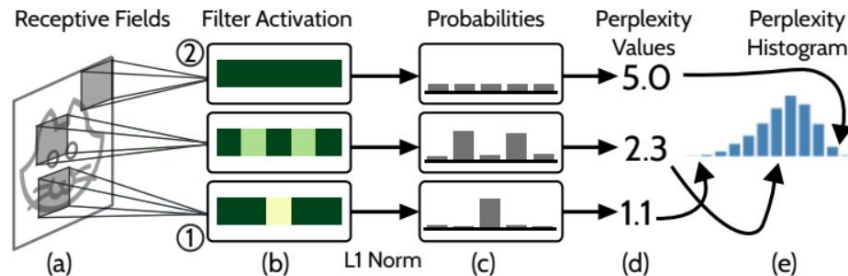 Receptive Fields
Filter Activation
Probabilities
Perplexity
Values
Perplexity
Histogram
②
5.0
2.3
①
1.1
L1 Norm
(a)
(b)
(c)
(d)
(e)